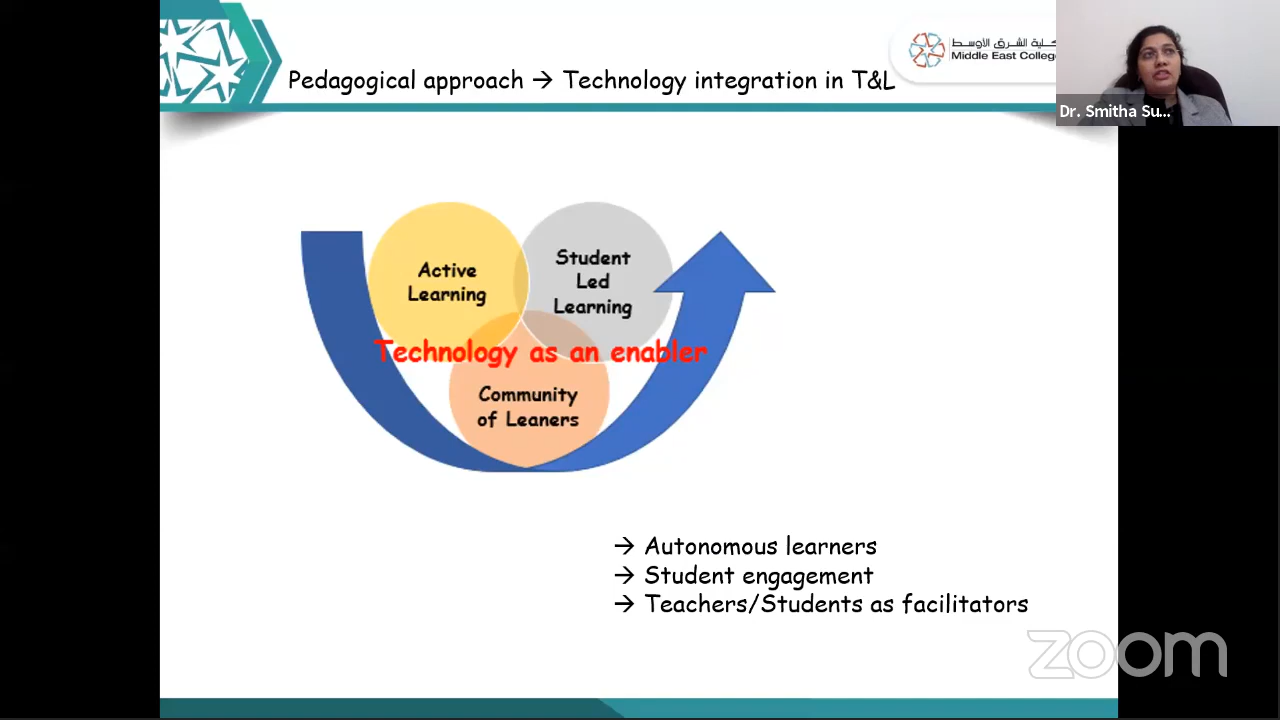 كلية الشرق الأوسط
Middle East College
Pedagogical approach → Technology integration in T&L
Dr. Smitha Su...
Active
Learning
Student
Led
Learning
Technology as an enabler
Community
of Leaners
→ Autonomous learners
→ Student engagement
→ Teachers/Students as facilitators
zoom